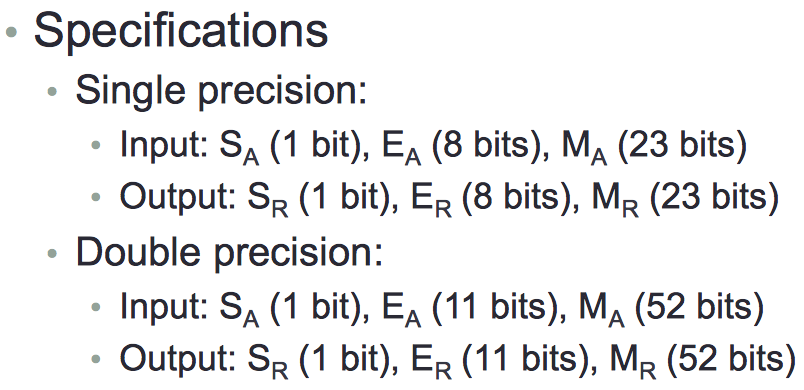 • Specifications
• Single precision:
• Input: S_A (1 bit), E_A (8 bits), M_A (23 bits)
• Output: S_R (1 bit), E_R (8 bits), M_R (23 bits)
• Double precision:
• Input: S_A (1 bit), E_A (11 bits), M_A (52 bits)
• Output: S_R (1 bit), E_R (11 bits), M_R (52 bits)